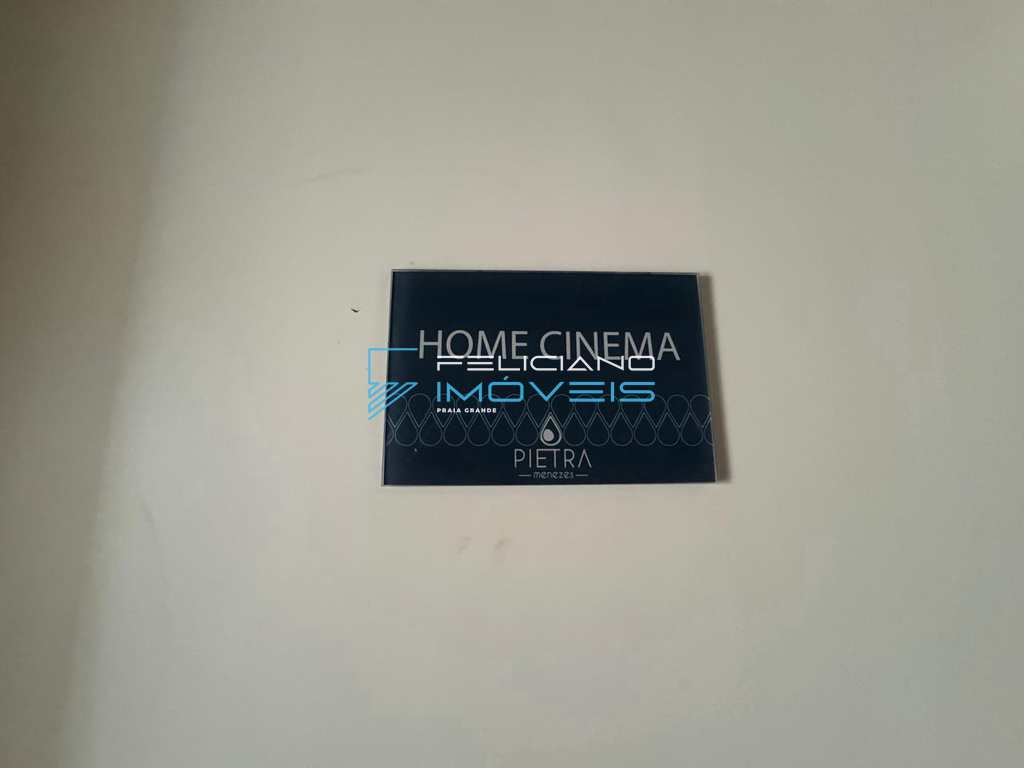 HOME CINEMA
FELICIANO
IMÓVEIS
PRAIA GRANDE
PIETRA
menezes